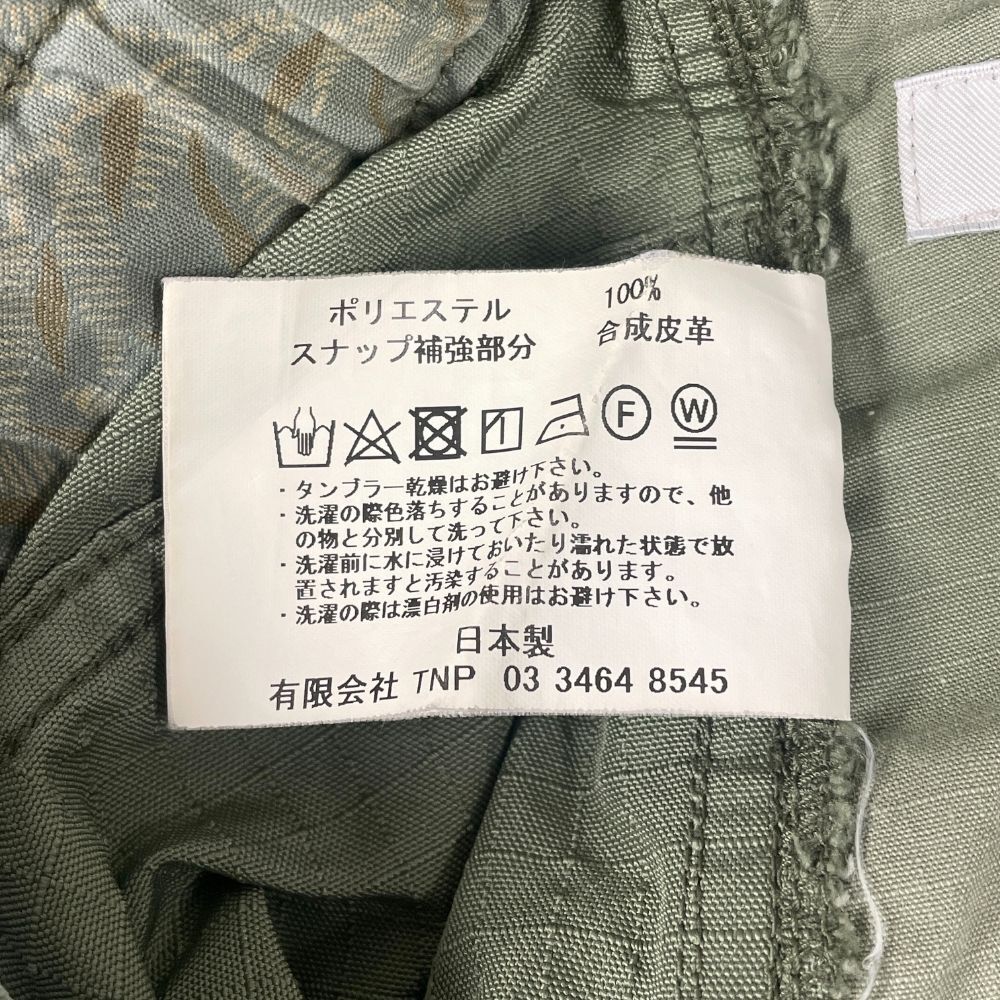 ポリエステル 100%
スナップ補強部分 合成皮革
F W
・タンブラー乾燥はお避け下さい。
・洗濯の際色落ちすることがありますので、他
の物と分別して洗って下さい。
・洗濯前に水に浸けておいたり濡れた状態で放
置されますと汚染することがあります。
・洗濯の際は漂白剤の使用はお避け下さい。
日本製
有限会社 TNP 03 3464 8545